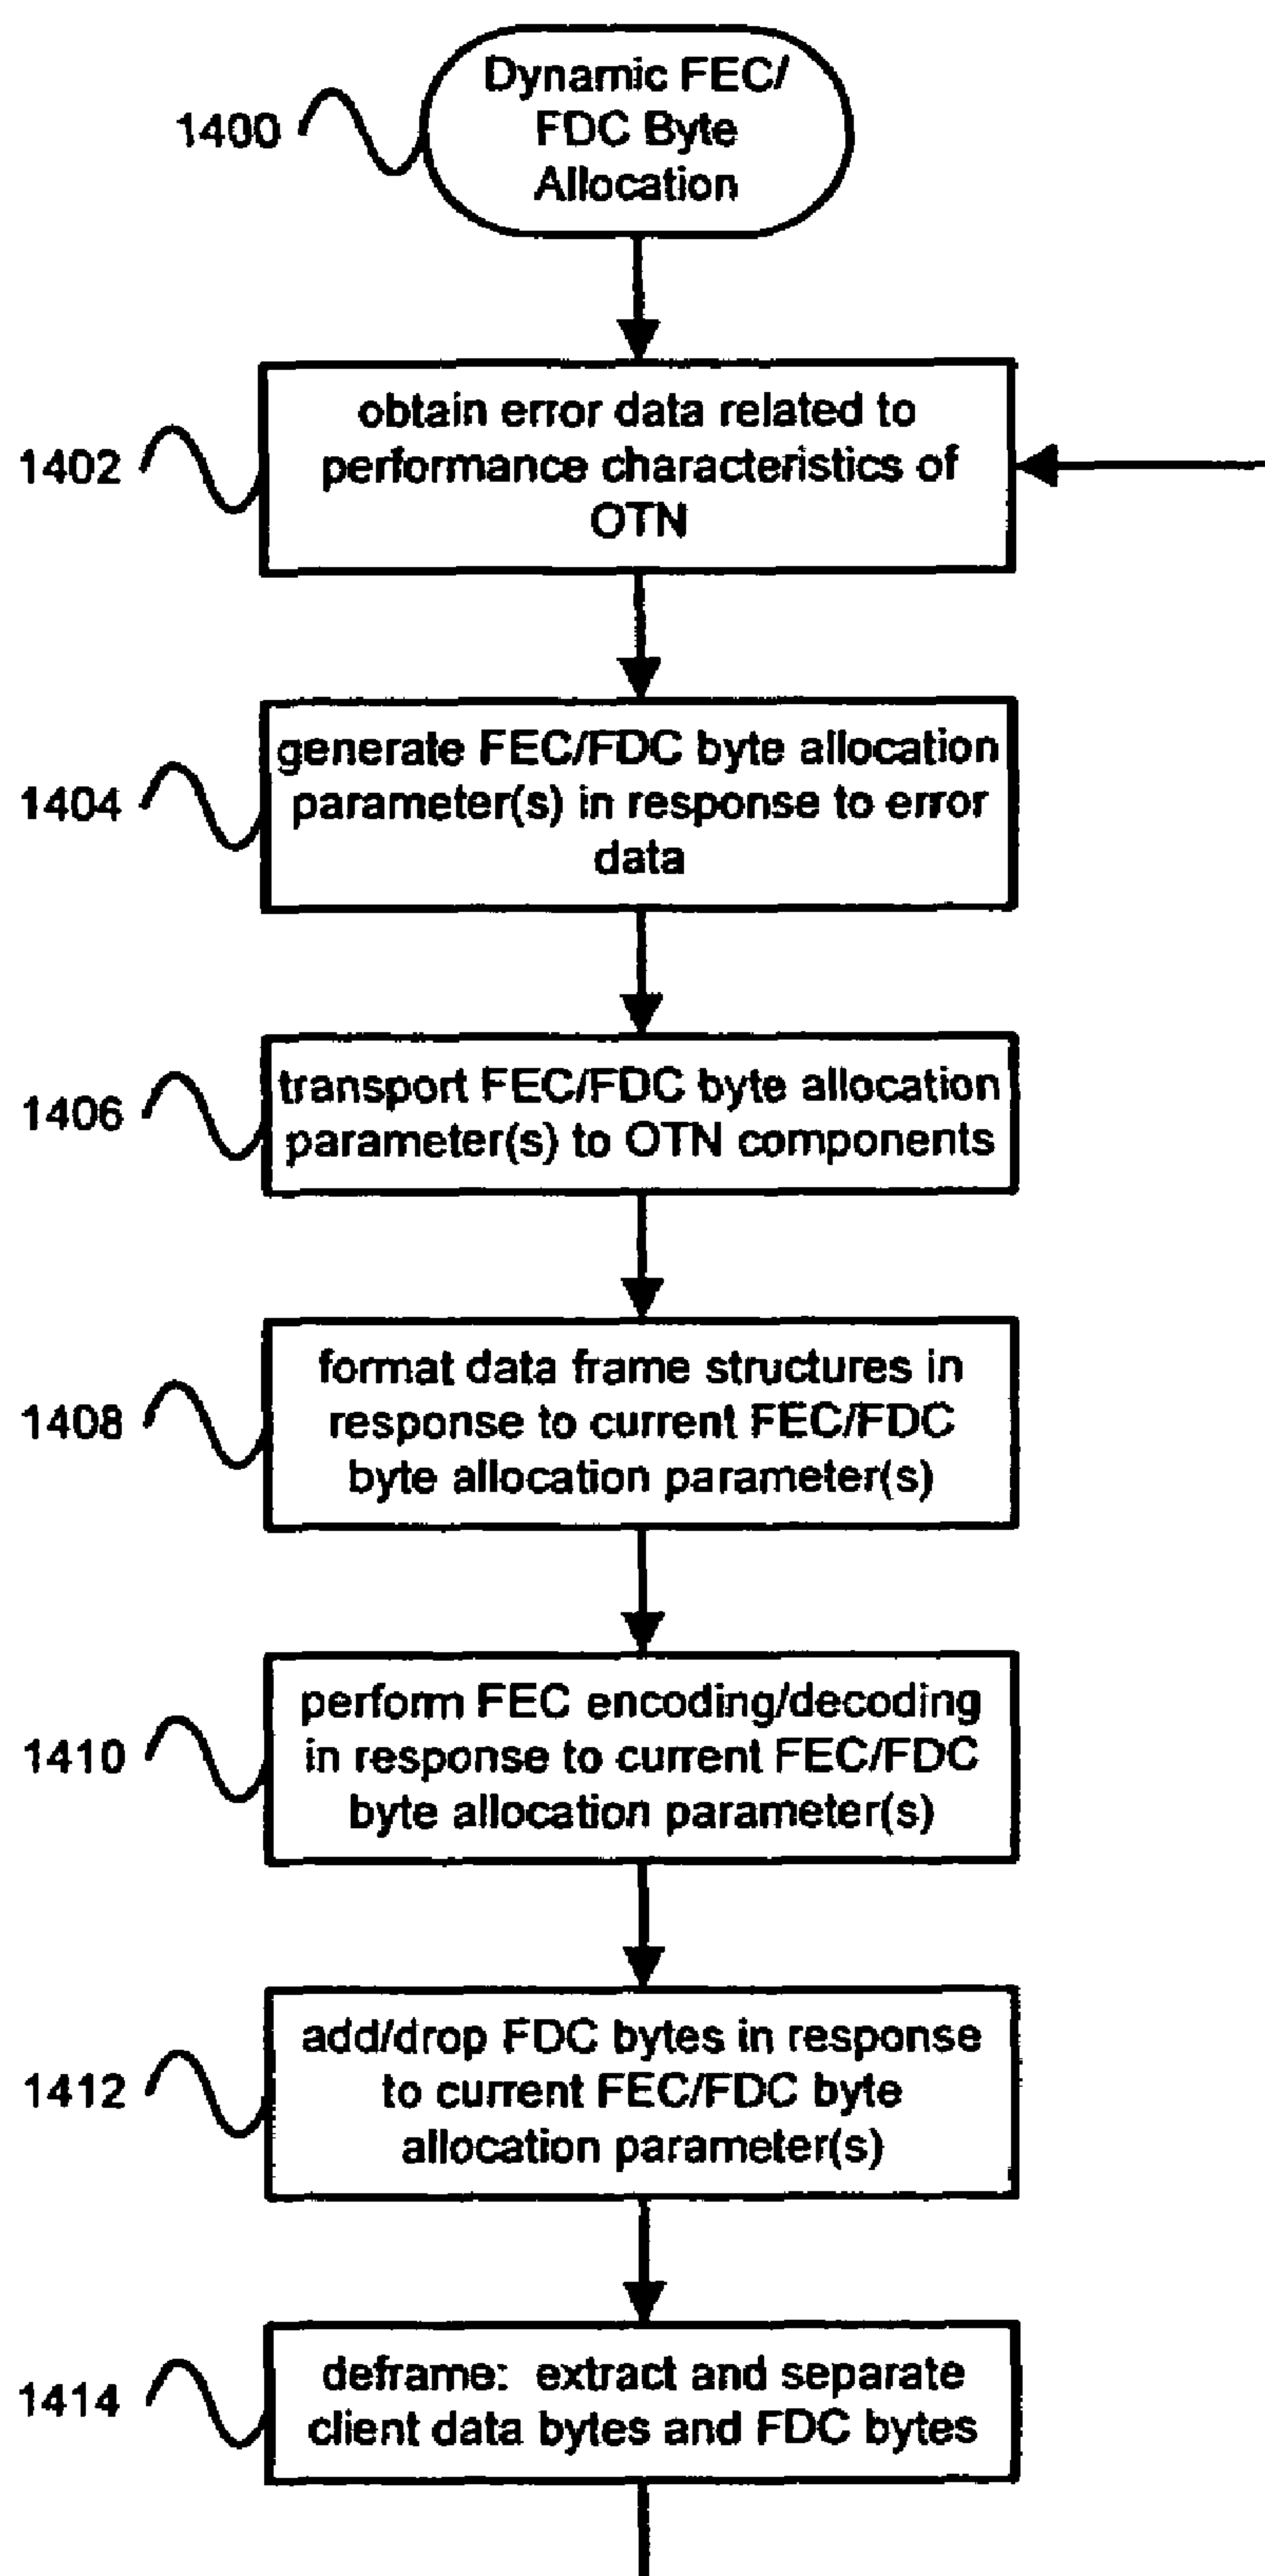 Dynamic FEC/
FDC Byte
Allocation
1400
obtain error data related to
performance characteristics of
OTN
1402
generate FEC/FDC byte allocation
parameter(s) in response to error
data
1404
transport FEC/FDC byte allocation
parameter(s) to OTN components
1406
format data frame structures in
response to current FEC/FDC
byte allocation parameter(s)
1408
perform FEC encoding/decoding
in response to current FEC/FDC
byte allocation parameter(s)
1410
add/drop FDC bytes in response
to current FEC/FDC byte
allocation parameter(s)
1412
deframe: extract and separate
client data bytes and FDC bytes
1414